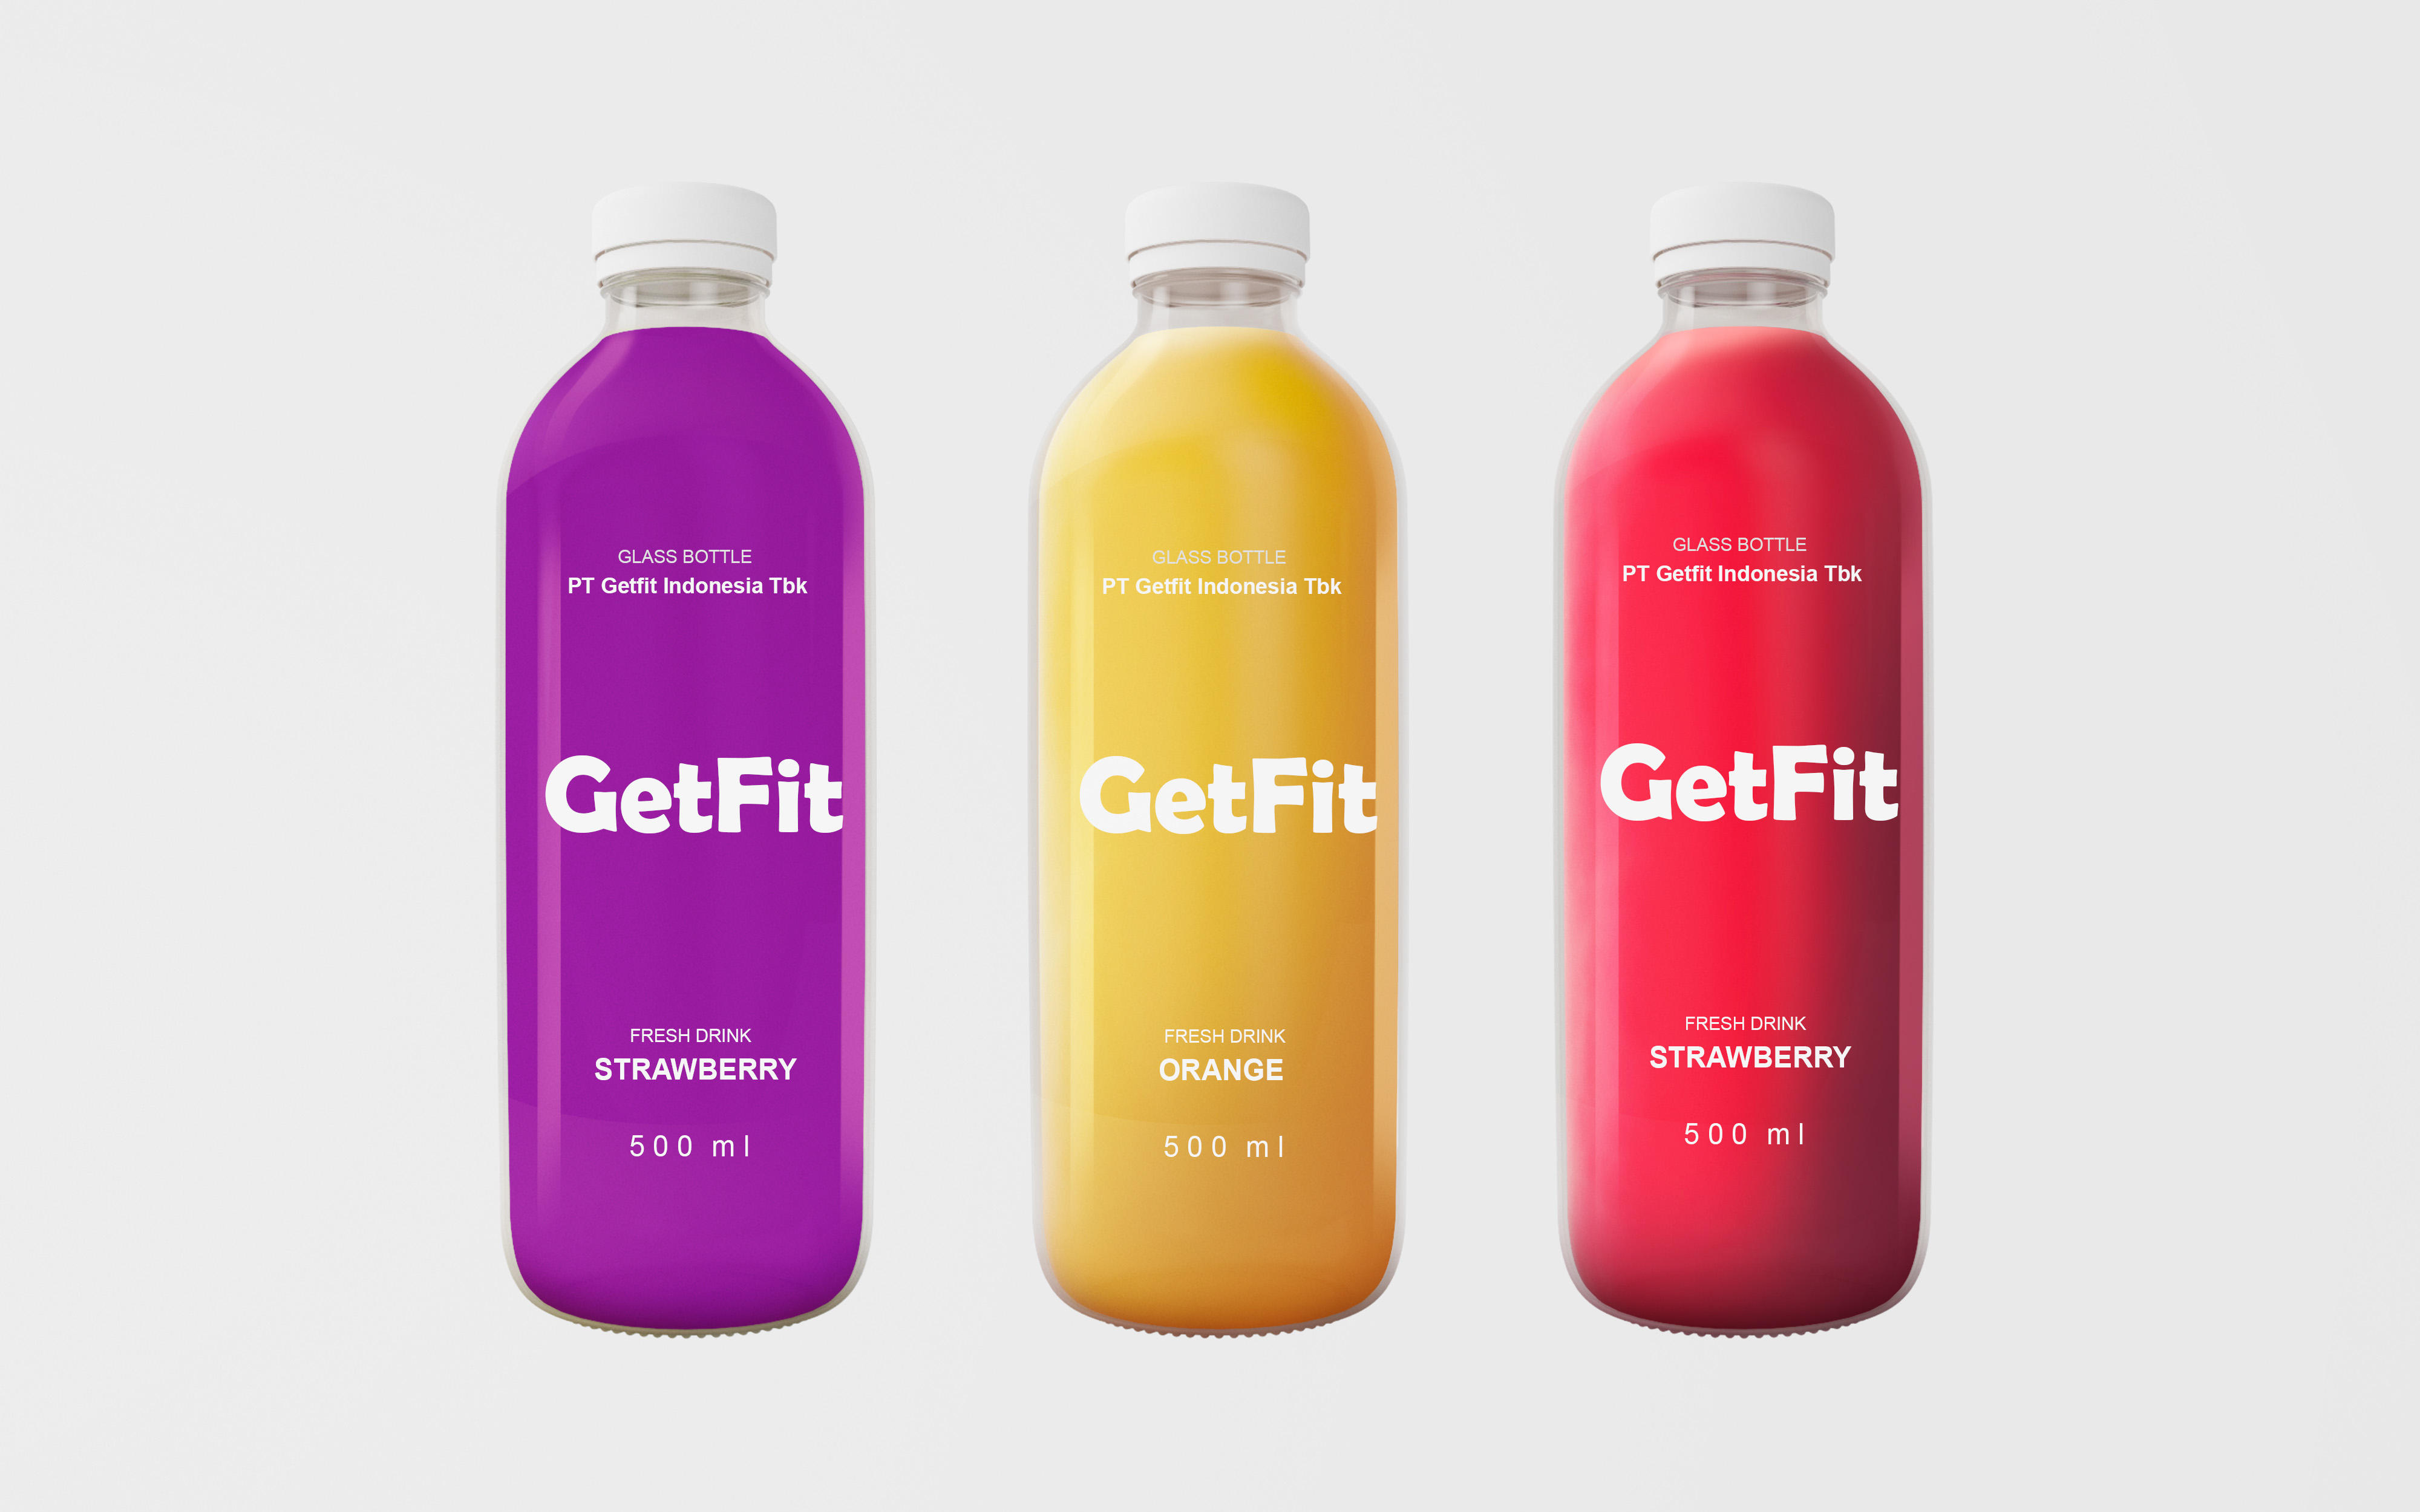 GLASS BOTTLE
PT Getfit Indonesia Tbk
GetFit
FRESH DRINK
STRAWBERRY
500 ml
GLASS BOTTLE
PT Getfit Indonesia Tbk
GetFit
FRESH DRINK
ORANGE
500 ml
GLASS BOTTLE
PT Getfit Indonesia Tbk
GetFit
FRESH DRINK
STRAWBERRY
500 ml